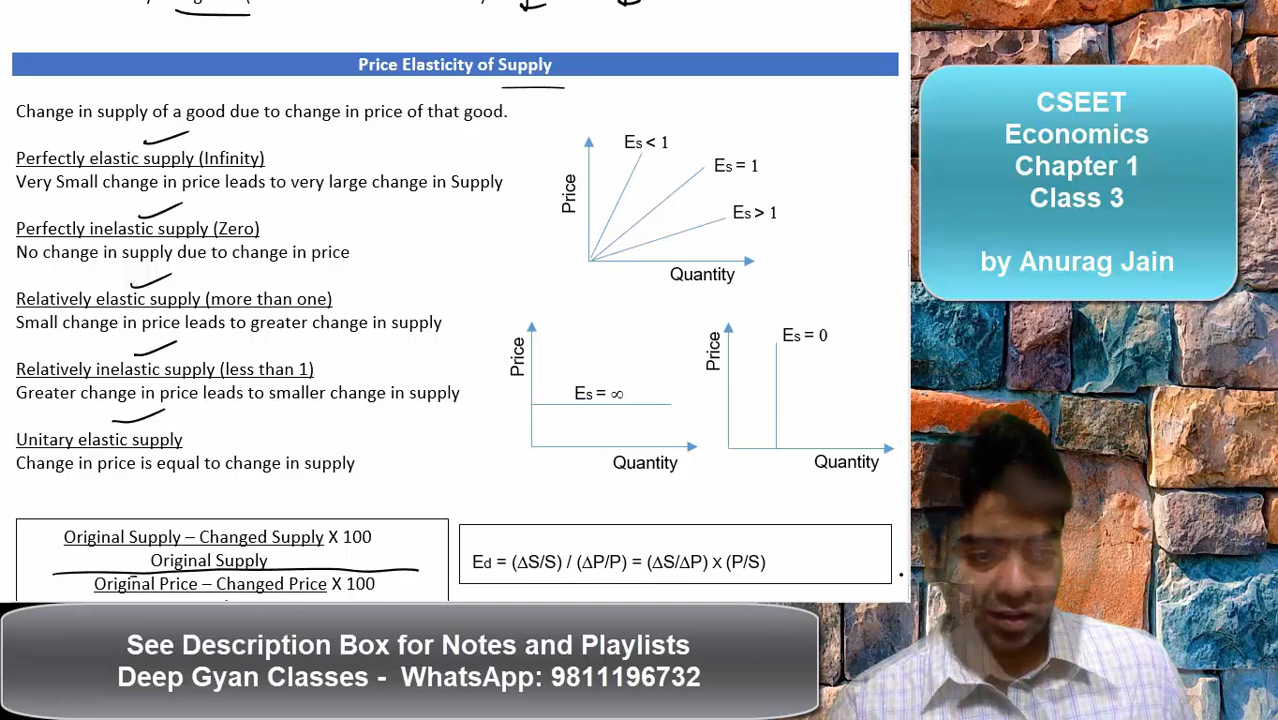 Price Elasticity of Supply
Change in supply of a good due to change in price of that good.
Perfectly elastic supply (Infinity)
Very Small change in price leads to very large change in Supply
Perfectly inelastic supply (Zero)
No change in supply due to change in price
Relatively elastic supply (more than one)
Small change in price leads to greater change in supply
Relatively inelastic supply (less than 1)
Greater change in price leads to smaller change in supply
Unitary elastic supply
Change in price is equal to change in supply
Original Supply – Changed Supply X 100
Original Supply
Original Price – Changed Price X 100
Es < 1
Es = 1
Es > 1
Price
Quantity
Price
Es = ∞
Quantity
Price
Es = 0
Quantity
Ed = (∆S/S) / (∆P/P) = (∆S/∆P) x (P/S)
CSEET
Economics
Chapter 1
Class 3
by Anurag Jain
See Description Box for Notes and Playlists
Deep Gyan Classes - WhatsApp: 9811196732